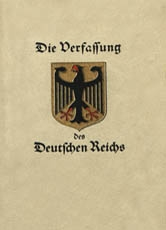 Die Verfassung
des
Deutschen Reichs